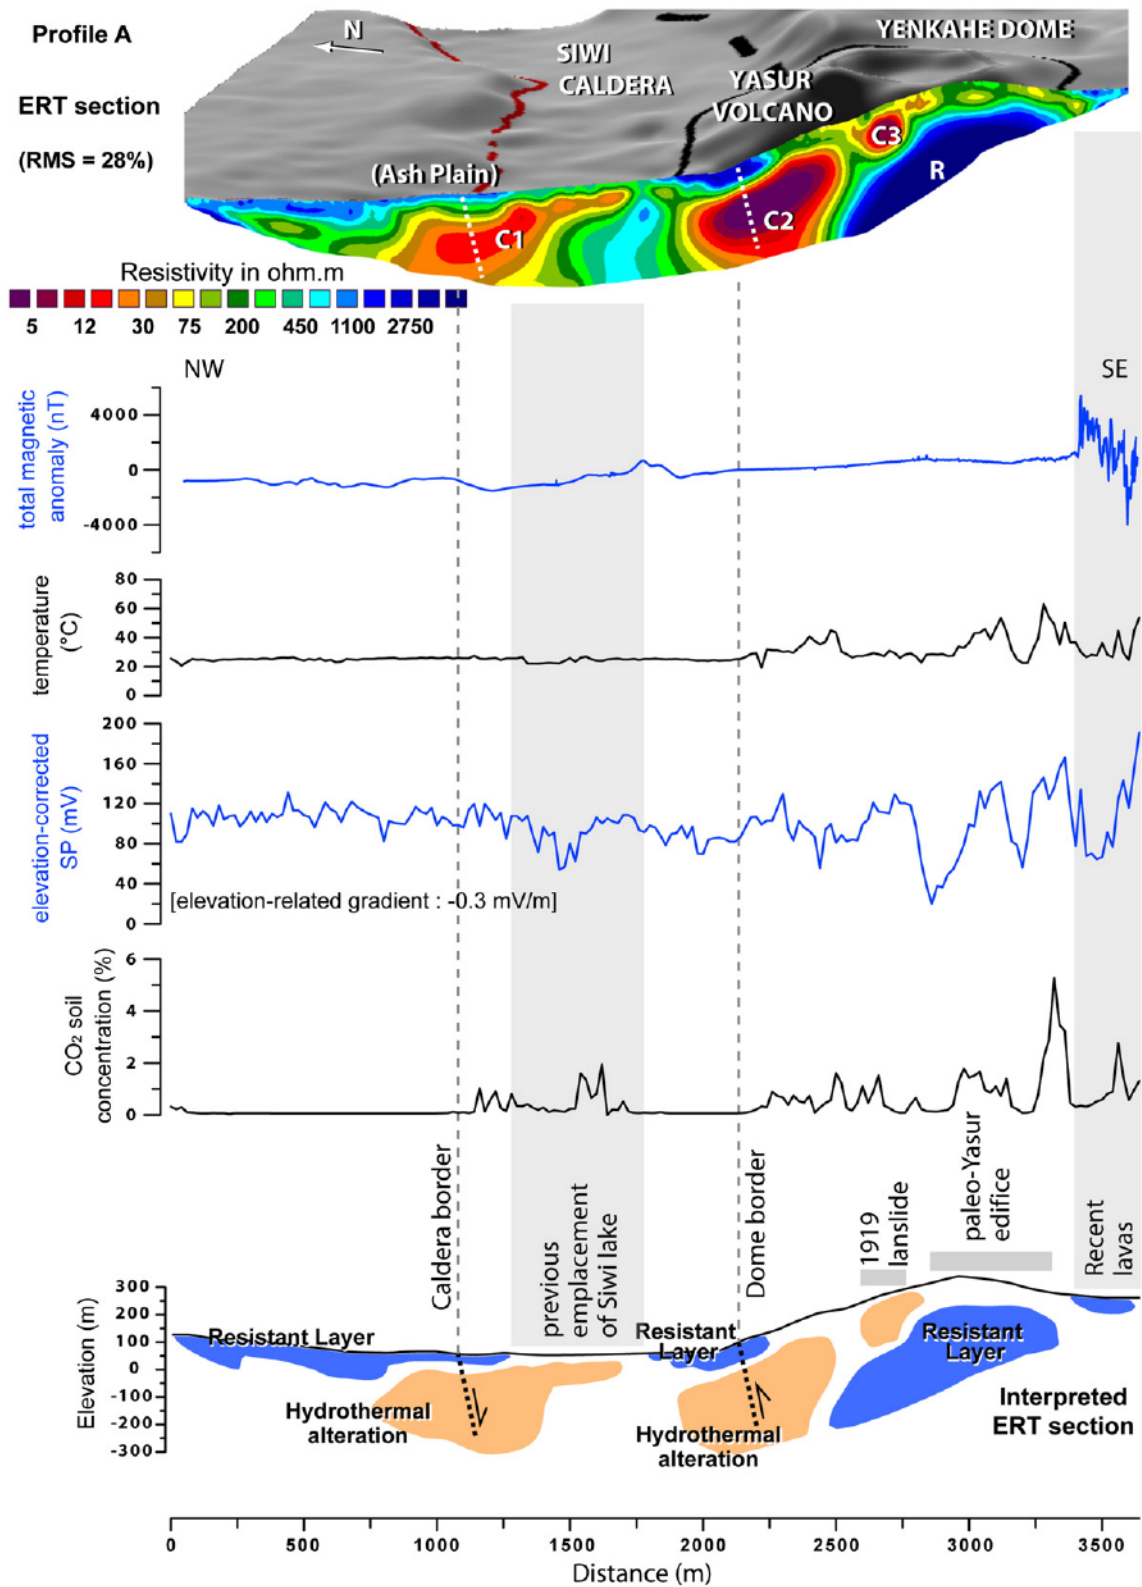 Profile A
ERT section
(RMS = 28%)
N
SIWI
CALDERA
YENKAHE DOME
YASUR
VOLCANO
(Ash Plain)
C1
C2
C3
R
Resistivity in ohm.m
5 12 30 75 200 450 1100 2750
NW
SE
total magnetic
anomaly (nT)
4000
0
-4000
temperature
(°C)
80
60
40
20
0
elevation-corrected
SP (mV)
200
160
120
80
40
0
[elevation-related gradient : -0.3 mV/m]
CO₂ soil
concentration (%)
6
4
2
0
Caldera border
previous
emplacement
of Siwi lake
Dome border
1919
lanslide
paleo-Yasur
edifice
Recent
lavas
Elevation (m)
300
200
100
0
-100
-200
-300
Resistant Layer
Hydrothermal
alteration
Resistant
Layer
Hydrothermal
alteration
Resistant
Layer
Interpreted
ERT section
0 500 1000 1500 2000 2500 3000 3500
Distance (m)